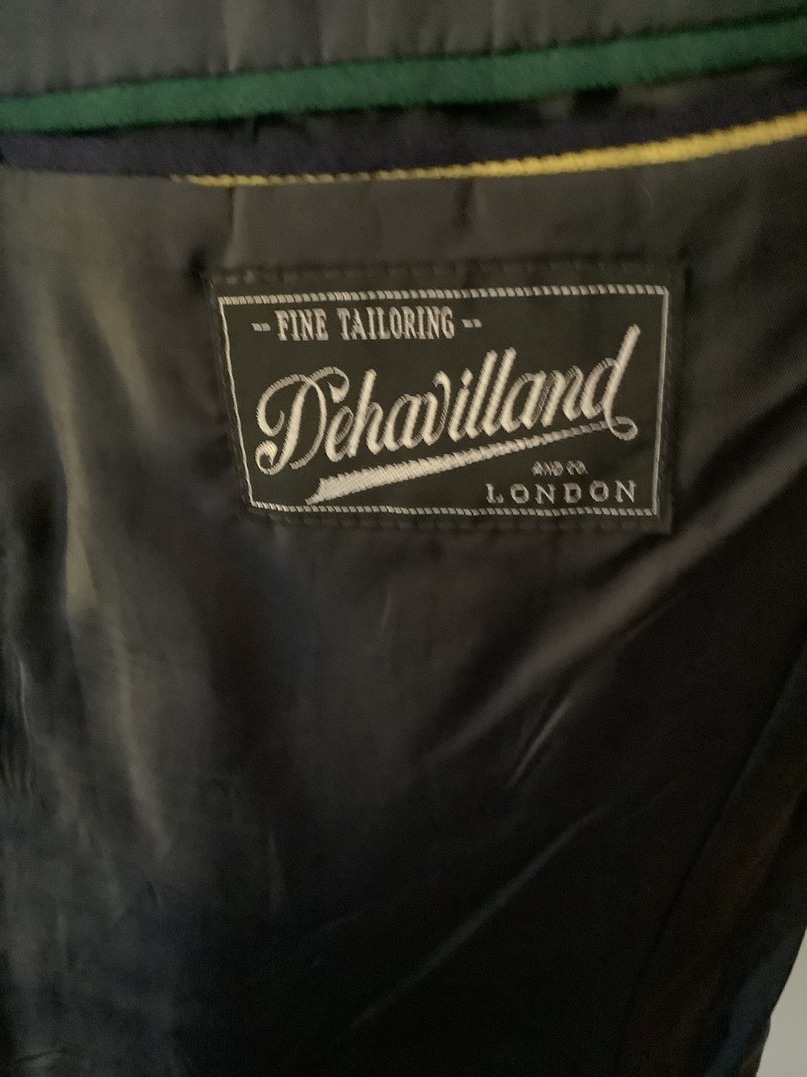 -- FINE TAILORING --
Dehavilland
AND CO.
LONDON